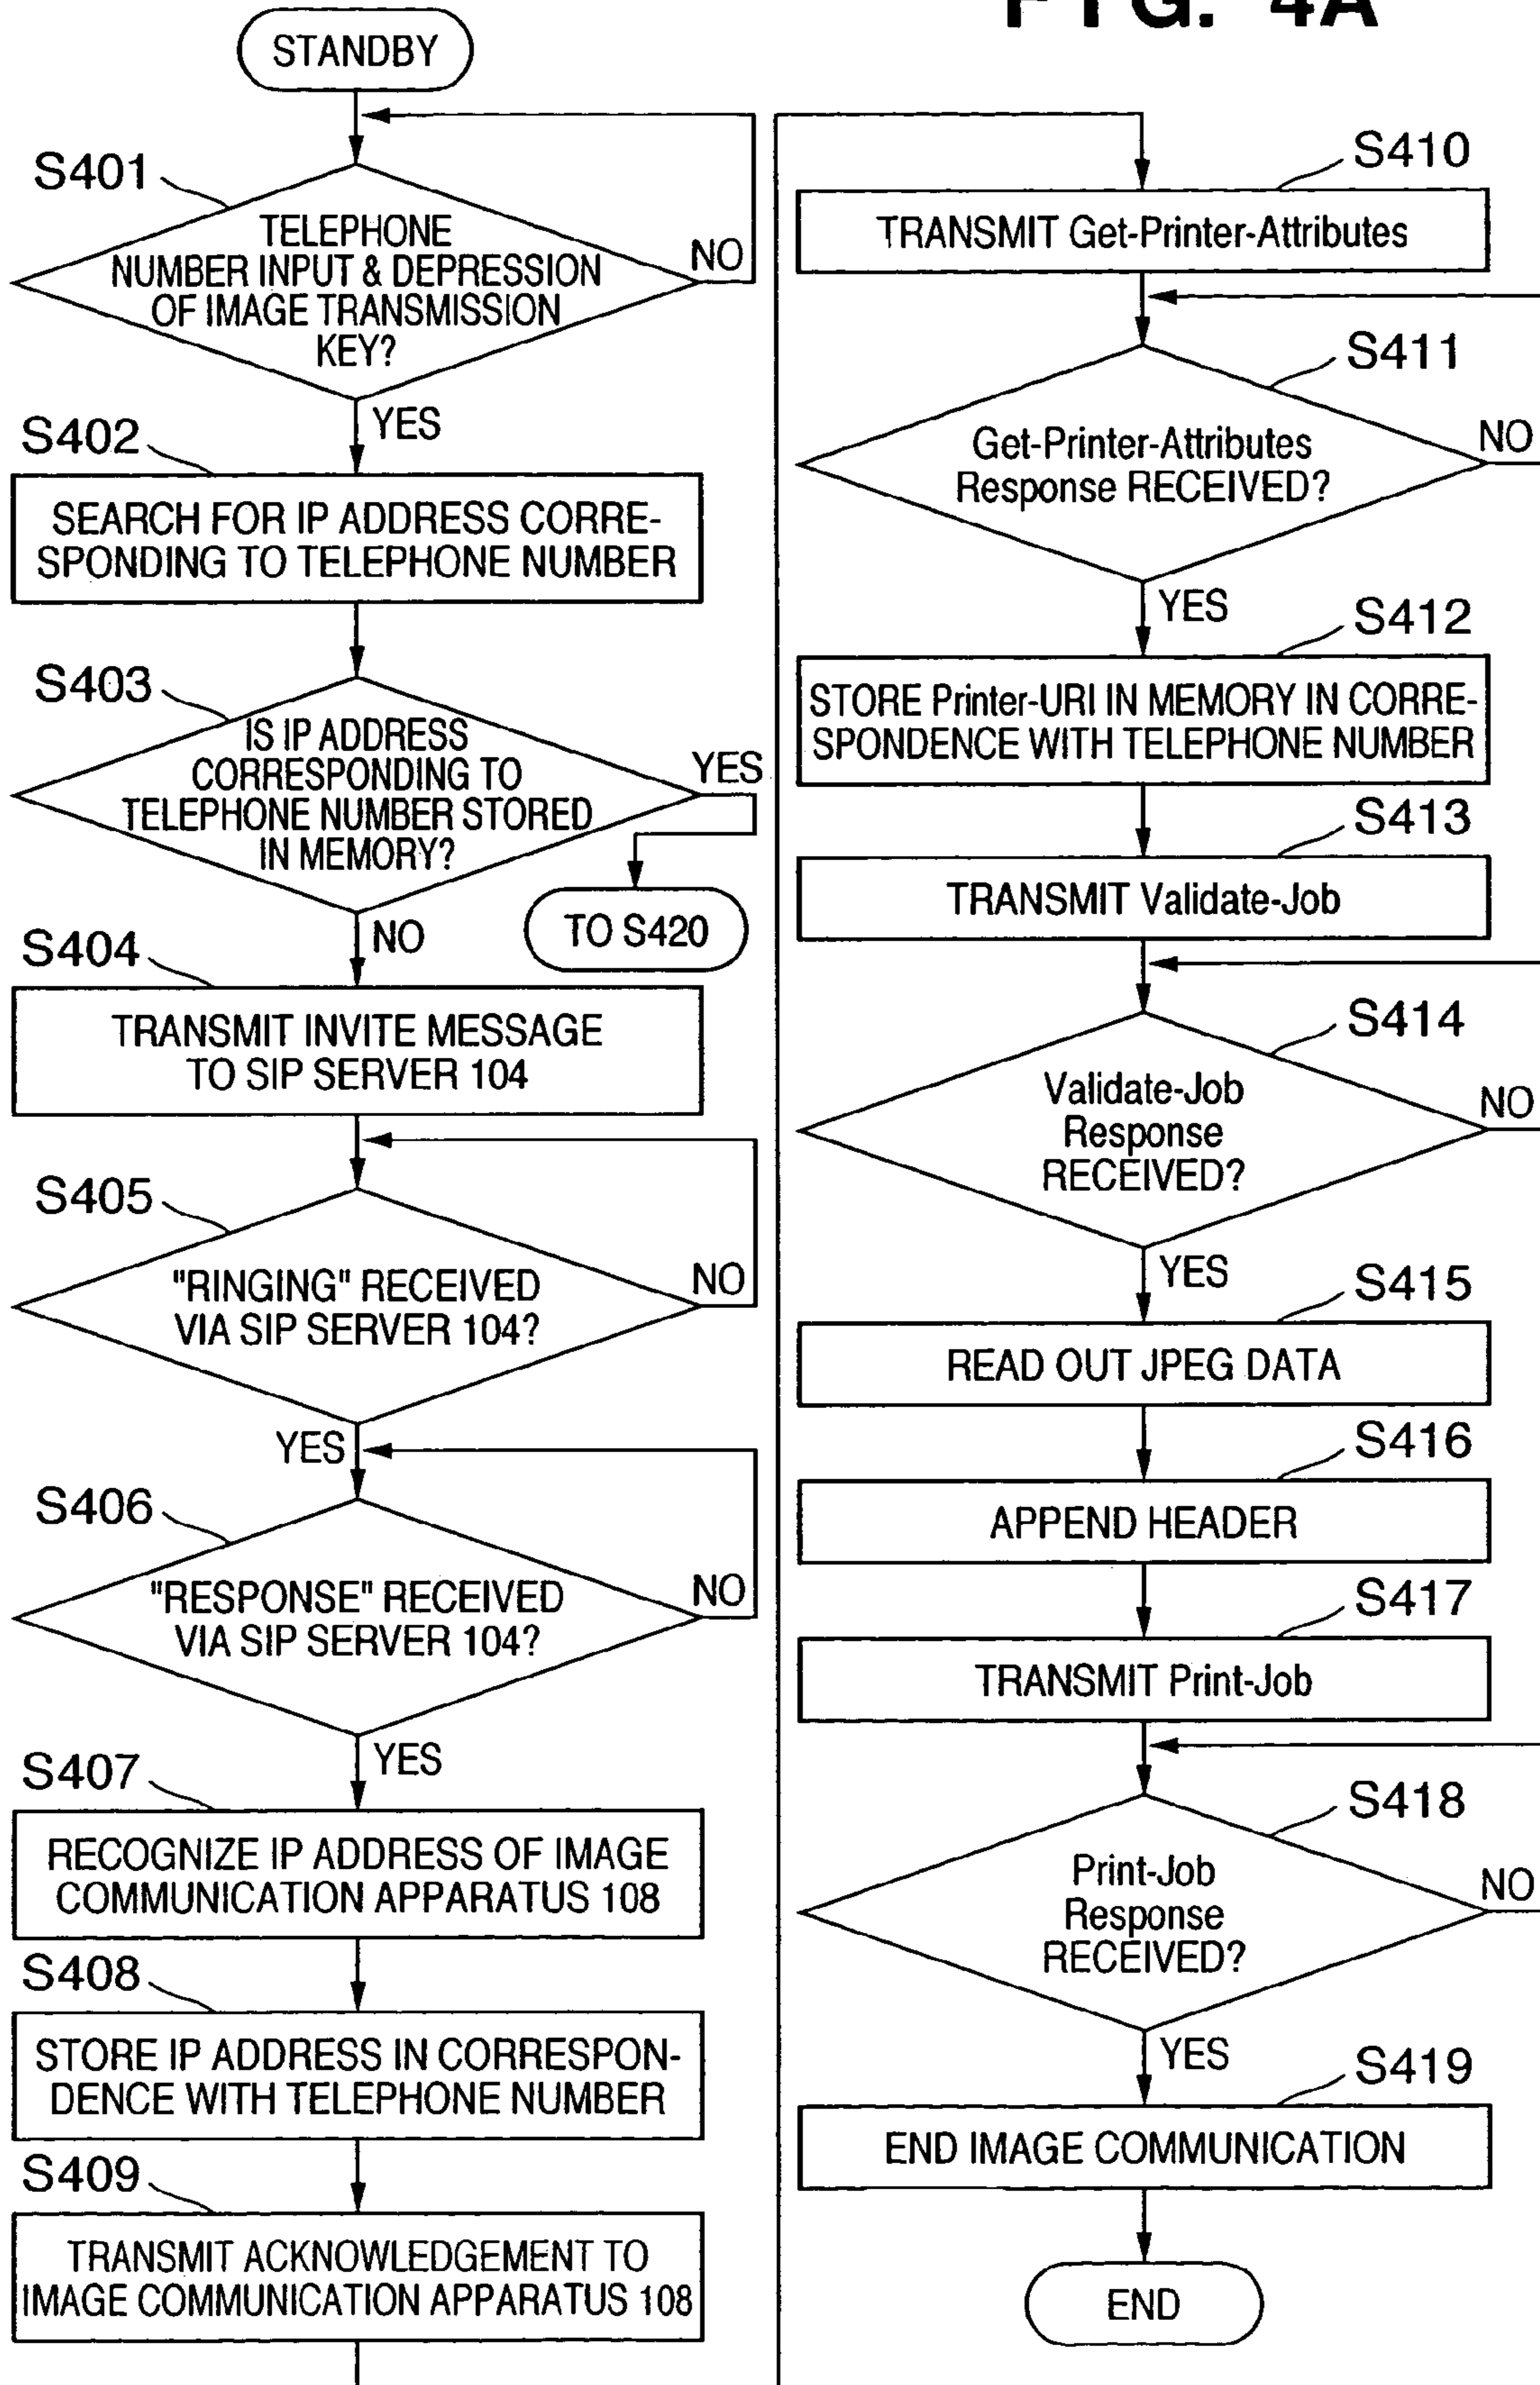 FIG. 4A
STANDBY
S401
TELEPHONE
NUMBER INPUT & DEPRESSION
OF IMAGE TRANSMISSION
KEY?
NO
YES
S402
SEARCH FOR IP ADDRESS CORRE-
SPONDING TO TELEPHONE NUMBER
S403
IS IP ADDRESS
CORRESPONDING TO
TELEPHONE NUMBER STORED
IN MEMORY?
YES
TO S420
NO
S404
TRANSMIT INVITE MESSAGE
TO SIP SERVER 104
S405
"RINGING" RECEIVED
VIA SIP SERVER 104?
NO
YES
S406
"RESPONSE" RECEIVED
VIA SIP SERVER 104?
NO
YES
S407
RECOGNIZE IP ADDRESS OF IMAGE
COMMUNICATION APPARATUS 108
S408
STORE IP ADDRESS IN CORRESPON-
DENCE WITH TELEPHONE NUMBER
S409
TRANSMIT ACKNOWLEDGEMENT TO
IMAGE COMMUNICATION APPARATUS 108
S410
TRANSMIT Get-Printer-Attributes
S411
Get-Printer-Attributes
Response RECEIVED?
NO
YES
S412
STORE Printer-URI IN MEMORY IN CORRE-
SPONDENCE WITH TELEPHONE NUMBER
S413
TRANSMIT Validate-Job
S414
Validate-Job
Response
RECEIVED?
NO
YES
S415
READ OUT JPEG DATA
S416
APPEND HEADER
S417
TRANSMIT Print-Job
S418
Print-Job
Response
RECEIVED?
NO
YES
S419
END IMAGE COMMUNICATION
END